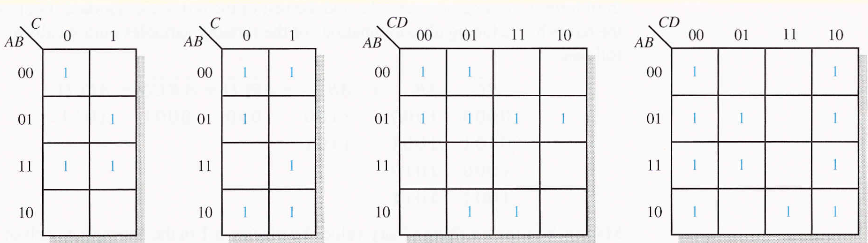 C C CD CD
AB 0 AB 0 1 AB 00 01 11 10 AB 00 01 11 10
00 1 00 1 1 00 1 1 00 1 1
01 1 01 1 01 1 1 1 1 01 1 1 1
11 1 1 11 1 11 11 1 1 1
10 10 1 1 10 1 1 10 1 1 1